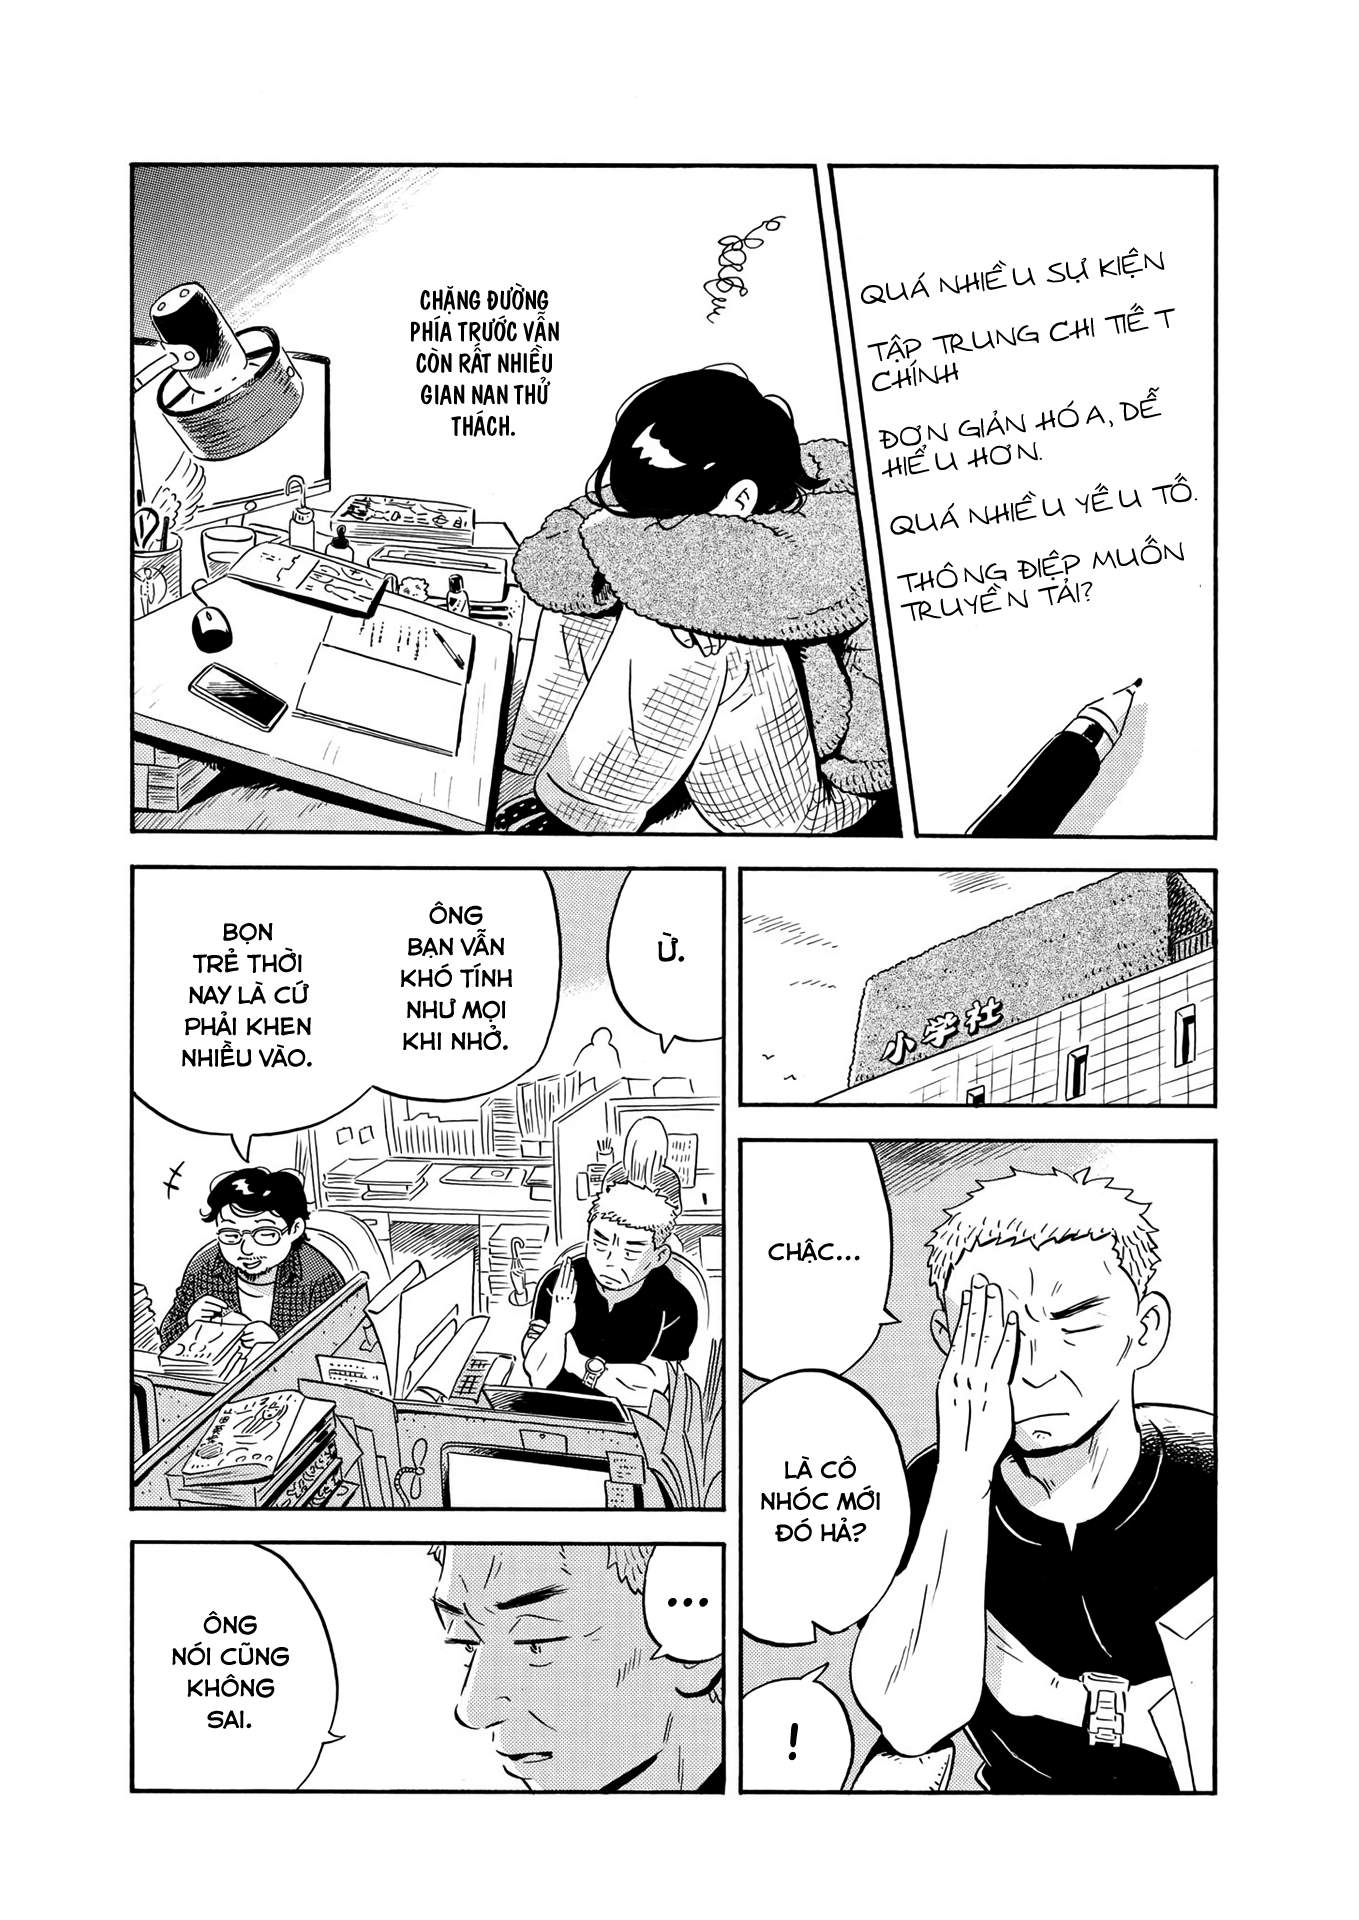 QUÁ NHIỀU SỰ KIỆN
TẬP TRUNG CHI TIẾT
CHÍNH
ĐƠN GIẢN HÓA, DỄ
HIỂU HƠN.
QUÁ NHIỀU YẾU TỐ.
THÔNG ĐIỆP MUỐN
TRUYỀN TẢI?
CHẶNG ĐƯỜNG
PHÍA TRƯỚC VẪN
CÒN RẤT NHIỀU
GIAN NAN THỬ
THÁCH.
小学社
CHẬC...
LÀ CÔ
NHÓC MỚI
ĐÓ HẢ?
!
Ừ.
ÔNG
BẠN VẪN
KHÓ TÍNH
NHƯ MỌI
KHI NHỞ.
BỌN
TRẺ THỜI
NAY LÀ CỨ
PHẢI KHEN
NHIỀU VÀO.
...
ÔNG
NÓI CŨNG
KHÔNG
SAI.